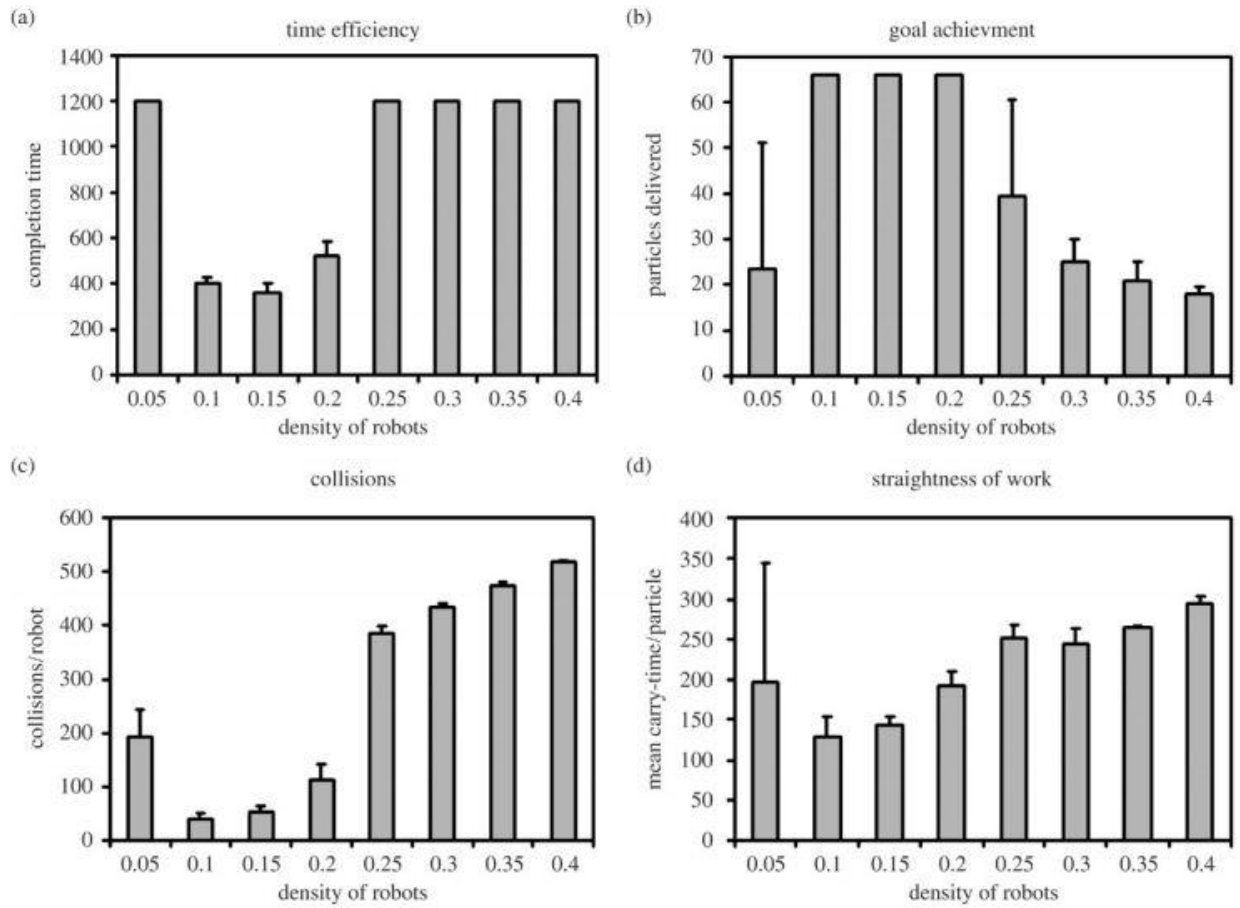 (a)
time efficiency
1400
1200
1000
800
600
400
200
0
completion time
0.05 0.1 0.15 0.2 0.25 0.3 0.35 0.4
density of robots
(b)
goal achievment
70
60
50
40
30
20
10
0
particles delivered
0.05 0.1 0.15 0.2 0.25 0.3 0.35 0.4
density of robots
(c)
collisions
600
500
400
300
200
100
0
collisions/robot
0.05 0.1 0.15 0.2 0.25 0.3 0.35 0.4
density of robots
(d)
straightness of work
400
350
300
250
200
150
100
50
0
mean carry-time/particle
0.05 0.1 0.15 0.2 0.25 0.3 0.35 0.4
density of robots